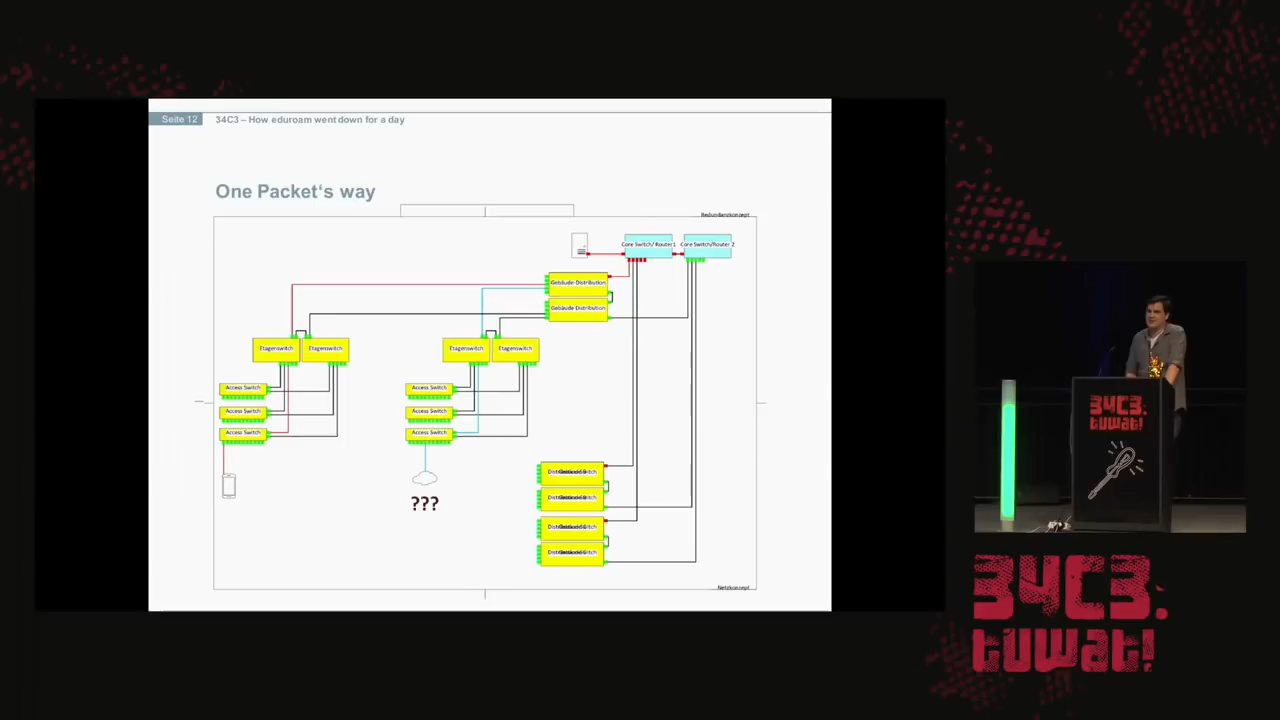 Seite 12
34C3 – How eduroam went down for a day
One Packet's way
Redundanzkonzept
Core Switch/Router1
Core Switch/Router 2
Gebäude-Distribution
Gebäude Distribution
Etagenswitch
Etagenswitch
Etagenswitch
Etagenswitch
Access Switch
Access Switch
Access Switch
Access Switch
Access Switch
Access Switch
???
Netzkonzept
34C3.
tuwat!
34C3.
tuwat!